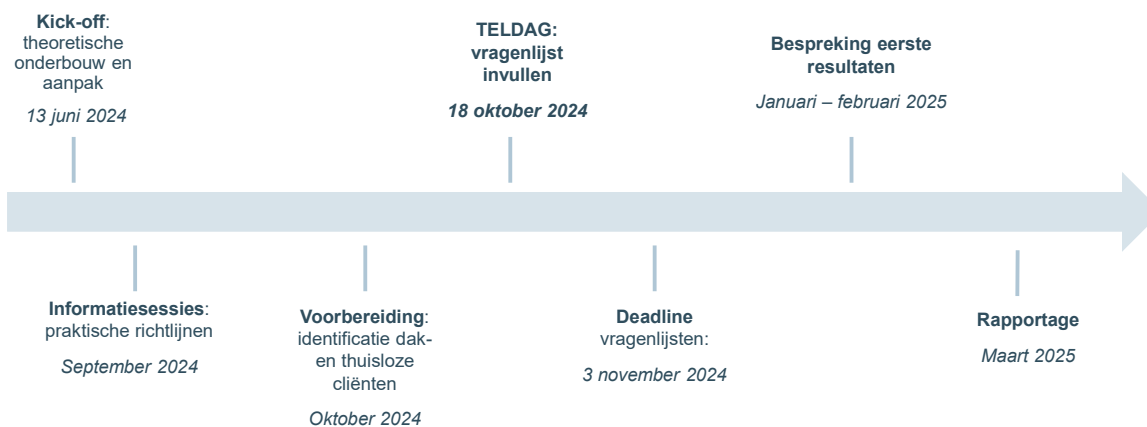 Kick-off:
theoretische
onderbouw en
aanpak
13 juni 2024
TELDAG:
vragenlijst
invullen
18 oktober 2024
Bespreking eerste
resultaten
Januari – februari 2025
Informatiesessies:
praktische richtlijnen
September 2024
Voorbereiding:
identificatie dak-
en thuisloze
cliënten
Oktober 2024
Deadline
vragenlijsten:
3 november 2024
Rapportage
Maart 2025